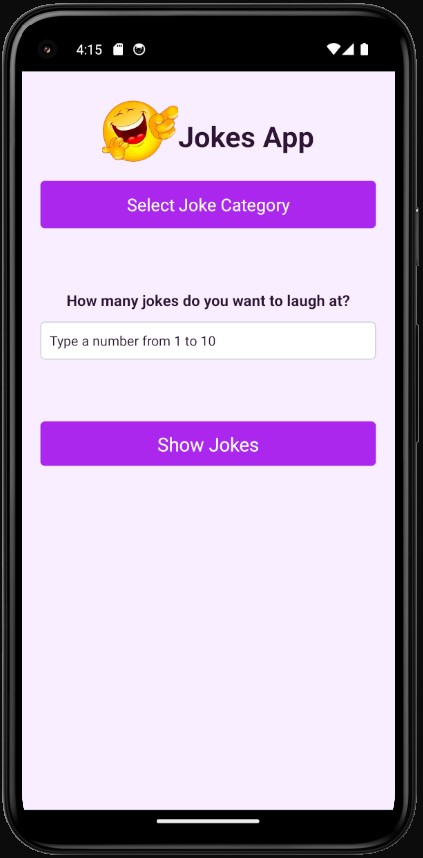 4:15
Jokes App
Select Joke Category
How many jokes do you want to laugh at?
Type a number from 1 to 10
Show Jokes